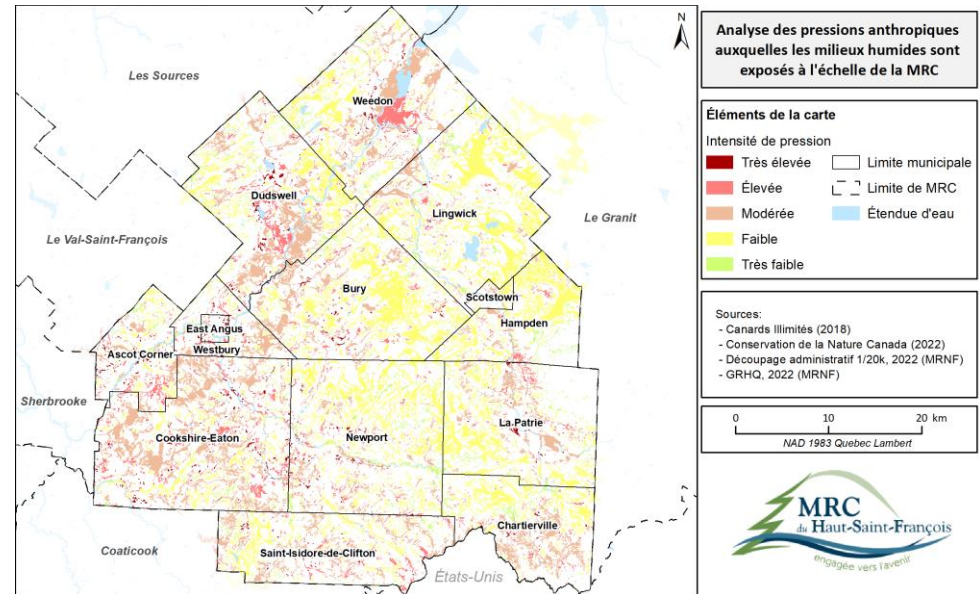 Analyse des pressions anthropiques
auxquelles les milieux humides sont
exposés à l'échelle de la MRC
Éléments de la carte
Intensité de pression
Très élevée
Élevée
Modérée
Faible
Très faible
Limite municipale
Limite de MRC
Étendue d'eau
Sources:
- Canards Illimités (2018)
- Conservation de la Nature Canada (2022)
- Découpage administratif 1/20k, 2022 (MRNF)
- GRHQ, 2022 (MRNF)
0 10 20 km
NAD 1983 Quebec Lambert
MRC
du Haut-Saint-François
engagée vers l'avenir
N
Les Sources
Weedon
Dudswell
Lingwick
Le Granit
Le Val-Saint-François
Bury
Scotstown
Hampden
East Angus
Westbury
Ascot Corner
Sherbrooke
La Patrie
Cookshire-Eaton
Newport
Chartierville
Coaticook
Saint-Isidore-de-Clifton
États-Unis